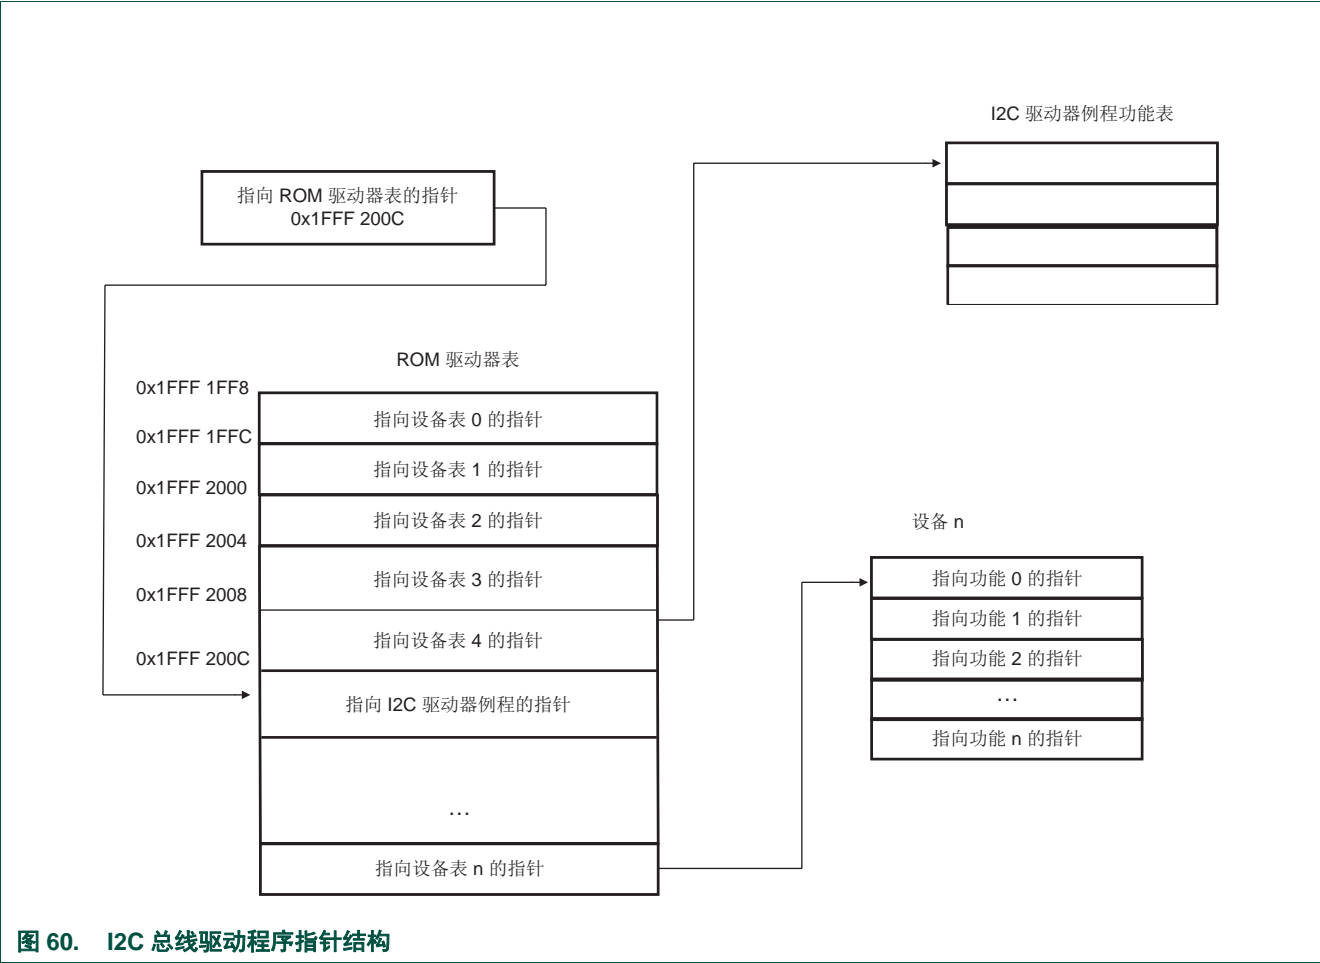 I2C 驱动器例程功能表
指向 ROM 驱动器表的指针
0x1FFF 200C
ROM 驱动器表
0x1FFF 1FF8
指向设备表 0 的指针
0x1FFF 1FFC
指向设备表 1 的指针
0x1FFF 2000
指向设备表 2 的指针
0x1FFF 2004
指向设备表 3 的指针
0x1FFF 2008
指向设备表 4 的指针
0x1FFF 200C
指向 I2C 驱动器例程的指针
...
指向设备表 n 的指针
设备 n
指向功能 0 的指针
指向功能 1 的指针
指向功能 2 的指针
...
指向功能 n 的指针
图 60. I2C 总线驱动程序指针结构